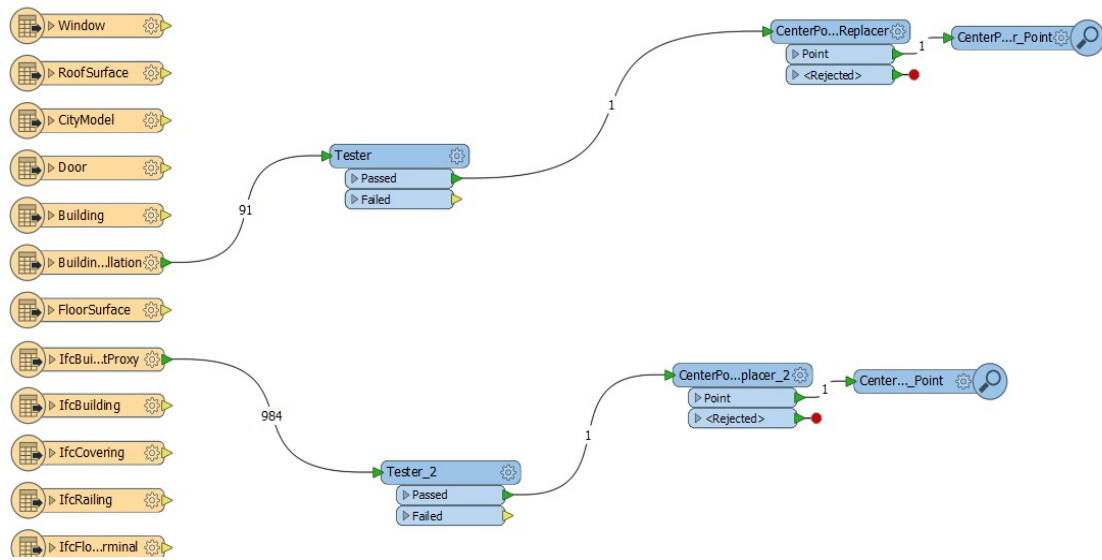 Window
RoofSurface
CityModel
Door
Building
Buildin...llation
FloorSurface
IfcBui...tProxy
IfcBuilding
IfcCovering
IfcRailing
IfcFlo...rminal
91
Tester
Passed
Failed
1
CenterPo...Replacer
Point
<Rejected>
1
CenterP...r_Point
984
Tester_2
Passed
Failed
1
CenterPo...placer_2
Point
<Rejected>
1
Center..._Point